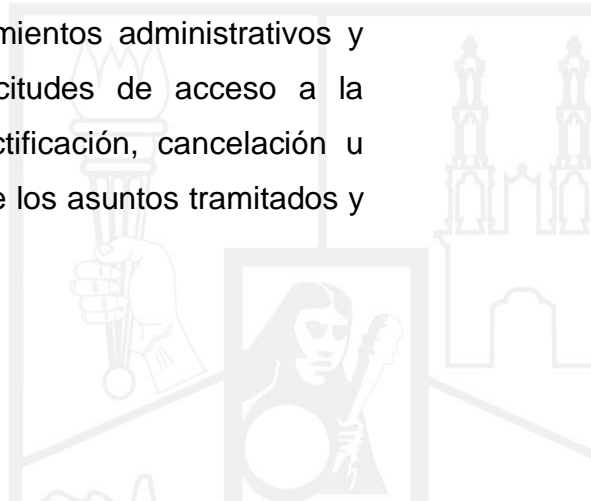 mientos administrativos y
citudes de acceso a la
ctificación, cancelación u
e los asuntos tramitados y